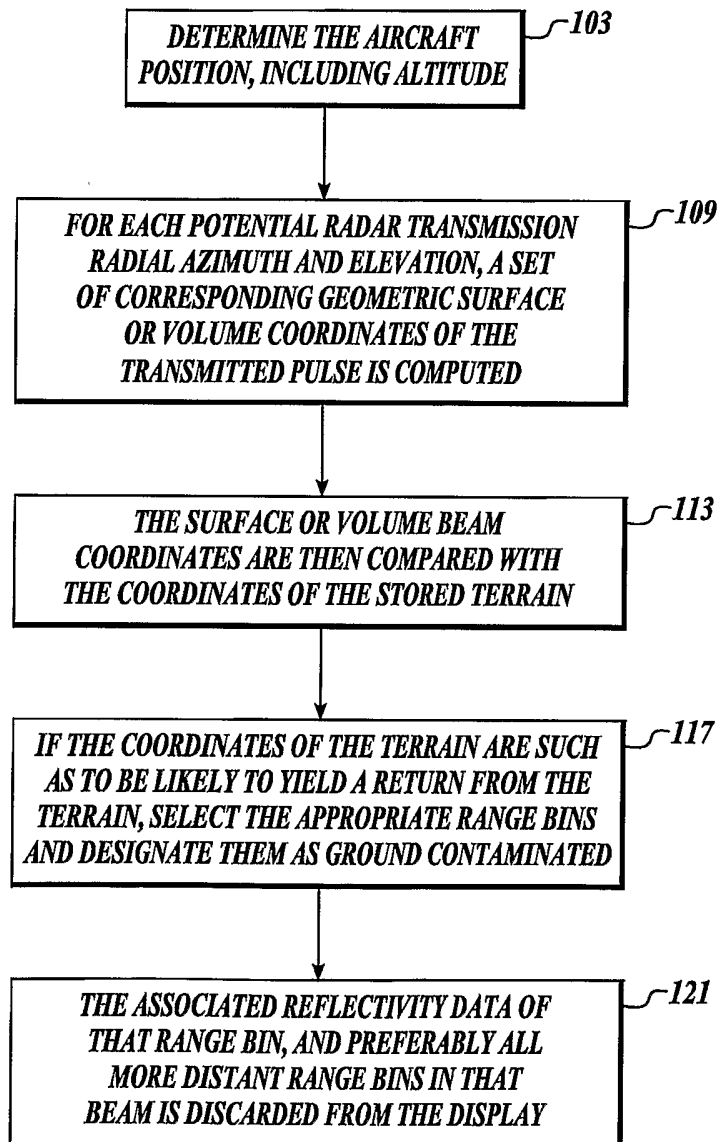 DETERMINE THE AIRCRAFT
POSITION, INCLUDING ALTITUDE
103
FOR EACH POTENTIAL RADAR TRANSMISSION
RADIAL AZIMUTH AND ELEVATION, A SET
OF CORRESPONDING GEOMETRIC SURFACE
OR VOLUME COORDINATES OF THE
TRANSMITTED PULSE IS COMPUTED
109
THE SURFACE OR VOLUME BEAM
COORDINATES ARE THEN COMPARED WITH
THE COORDINATES OF THE STORED TERRAIN
113
IF THE COORDINATES OF THE TERRAIN ARE SUCH
AS TO BE LIKELY TO YIELD A RETURN FROM THE
TERRAIN, SELECT THE APPROPRIATE RANGE BINS
AND DESIGNATE THEM AS GROUND CONTAMINATED
117
THE ASSOCIATED REFLECTIVITY DATA OF
THAT RANGE BIN, AND PREFERABLY ALL
MORE DISTANT RANGE BINS IN THAT
BEAM IS DISCARDED FROM THE DISPLAY
121